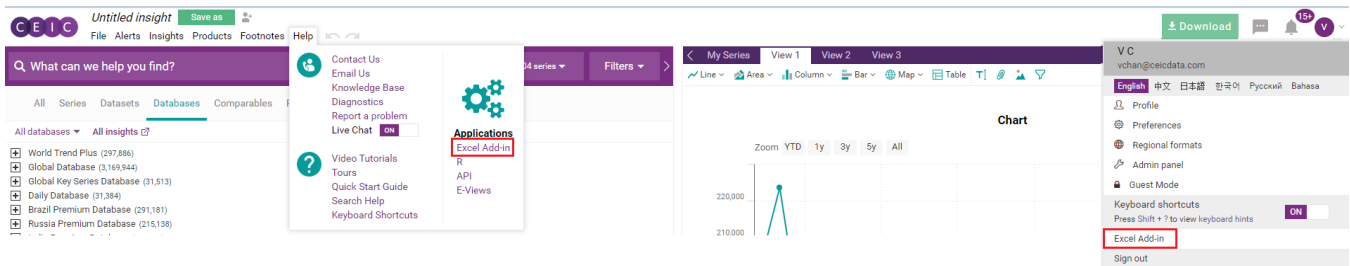 CEIC
Untitled insight Save as
File Alerts Insights Products Footnotes Help
Download 15+ V
What can we help you find?
04 series Filters
All Series Datasets Databases Comparables
All databases All insights
World Trend Plus (297,886)
Global Database (3,169,944)
Global Key Series Database (31,513)
Daily Database (31,384)
Brazil Premium Database (291,181)
Russia Premium Database (215,138)
Contact Us
Email Us
Knowledge Base
Diagnostics
Report a problem
Live Chat ON
Video Tutorials
Tours
Quick Start Guide
Search Help
Keyboard Shortcuts
Applications
Excel Add-in
R
API
E-Views
My Series View 1 View 2 View 3
Line Area Column Bar Map Table T
Chart
Zoom YTD 1y 3y 5y All
220,000
210,000
V C
vchan@ceicdata.com
English 中文 日本語 한국어 Русский Bahasa
Profile
Preferences
Regional formats
Admin panel
Guest Mode
Keyboard shortcuts
Press Shift + ? to view keyboard hints
ON
Excel Add-in
Sign out